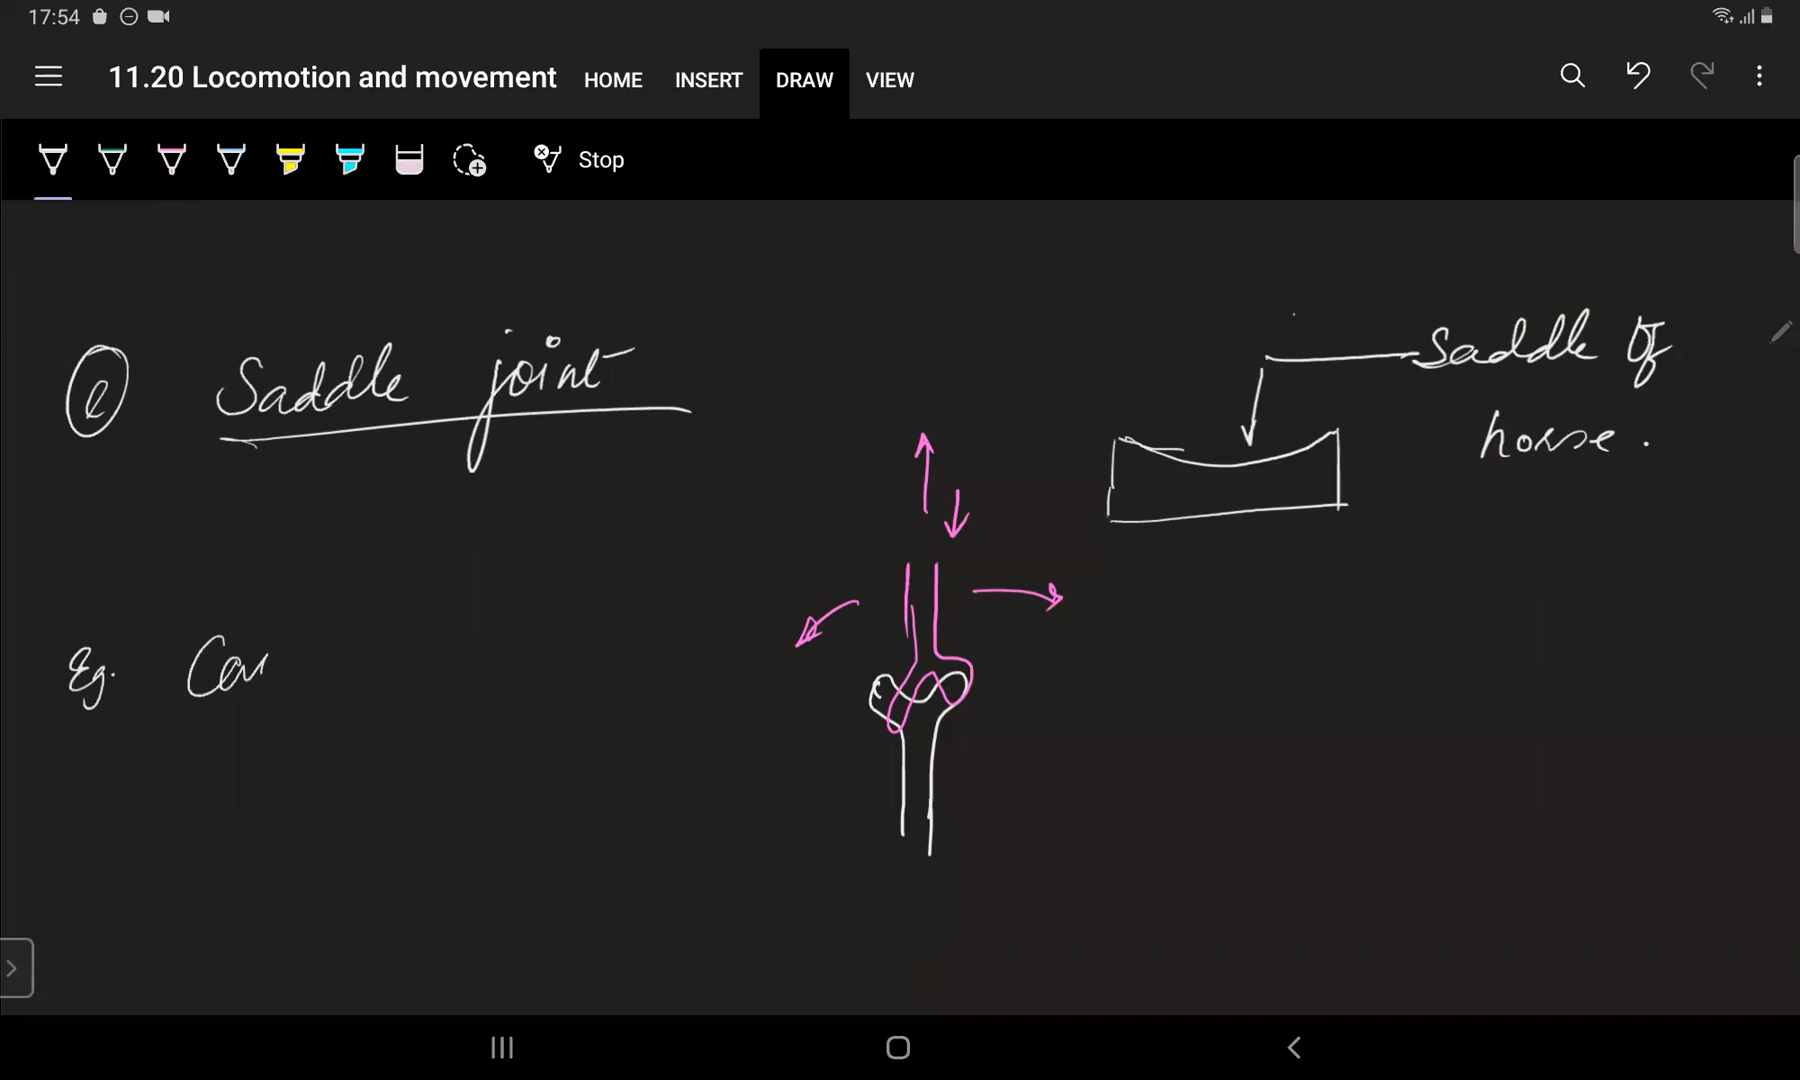 17:54
11.20 Locomotion and movement HOME INSERT DRAW VIEW
Stop
e Saddle joint
saddle of
horse.
Eg. Car